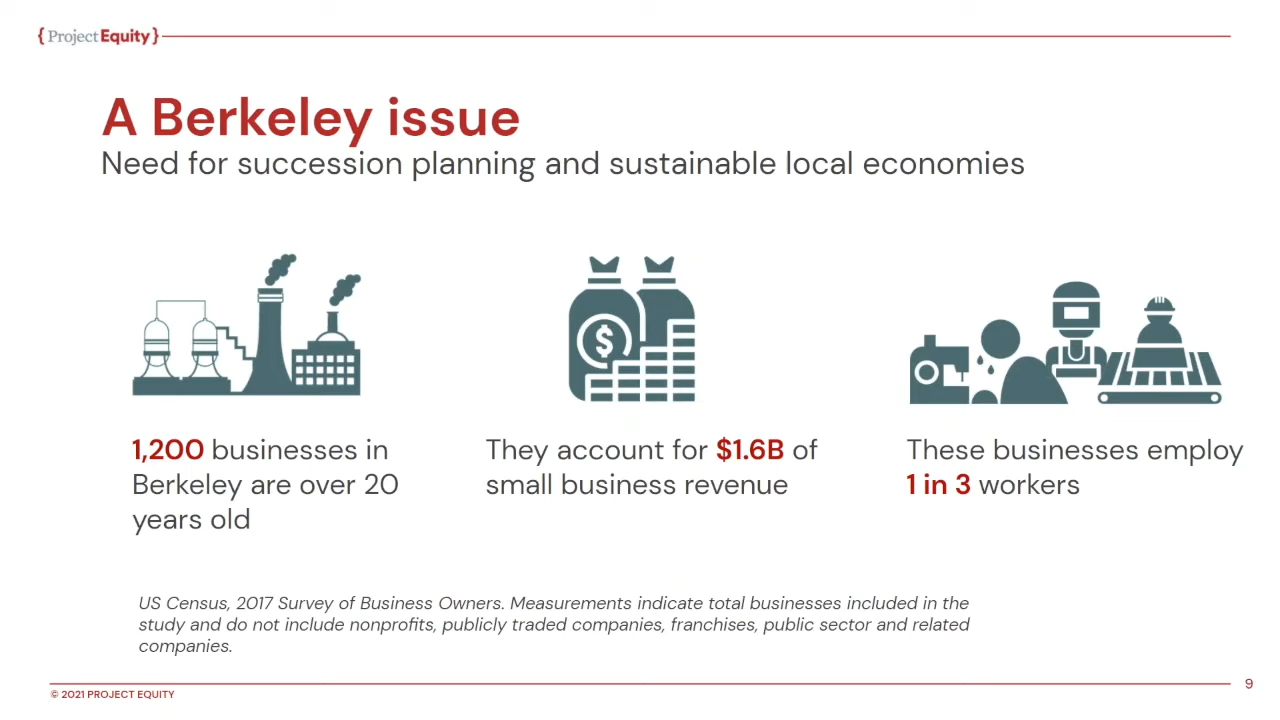 { Project Equity }
A Berkeley issue
Need for succession planning and sustainable local economies
$
1,200 businesses in
Berkeley are over 20
years old
They account for $1.6B of
small business revenue
These businesses employ
1 in 3 workers
US Census, 2017 Survey of Business Owners. Measurements indicate total businesses included in the
study and do not include nonprofits, publicly traded companies, franchises, public sector and related
companies.
© 2021 PROJECT EQUITY
9